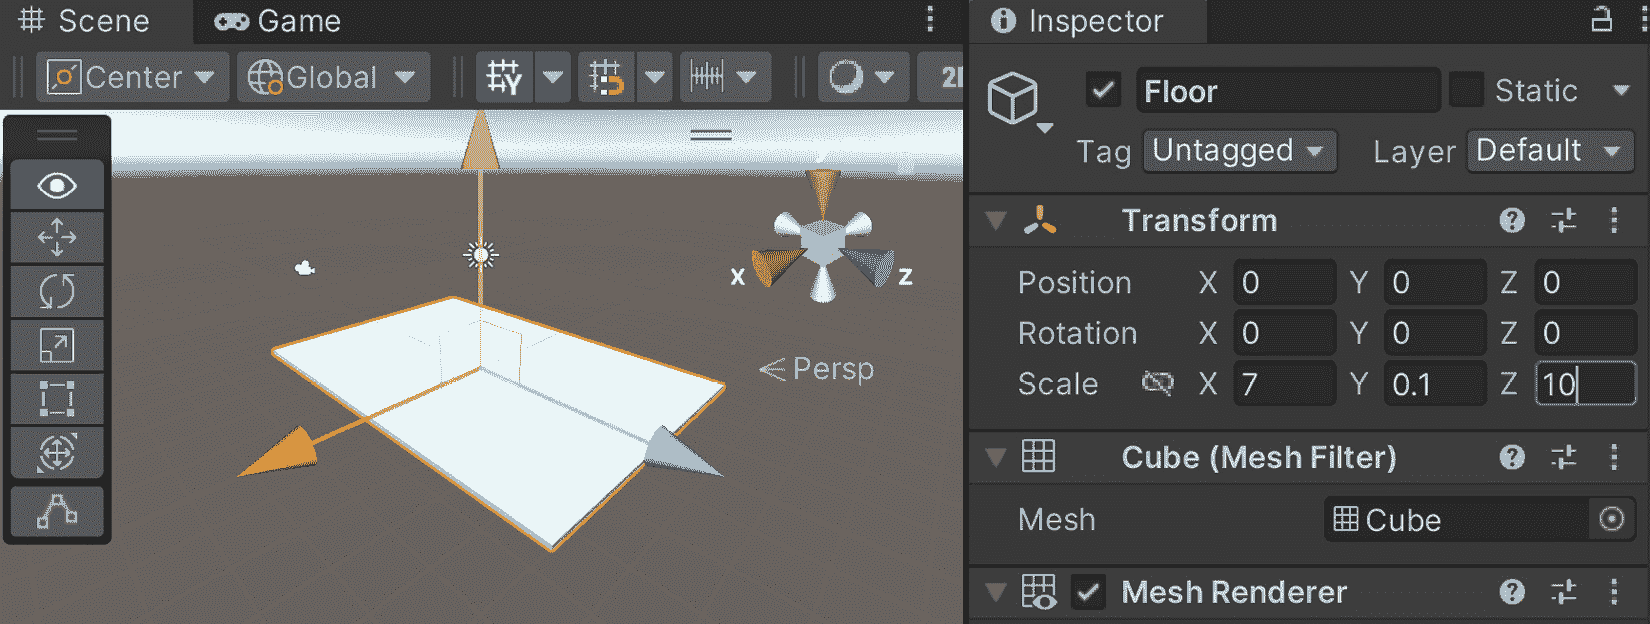 Scene Game
Center Global 2
X Z
Persp
Inspector
Floor Static
Tag Untagged Layer Default
Transform
Position X 0 Y 0 Z 0
Rotation X 0 Y 0 Z 0
Scale X 7 Y 0.1 Z 10
Cube (Mesh Filter)
Mesh Cube
Mesh Renderer